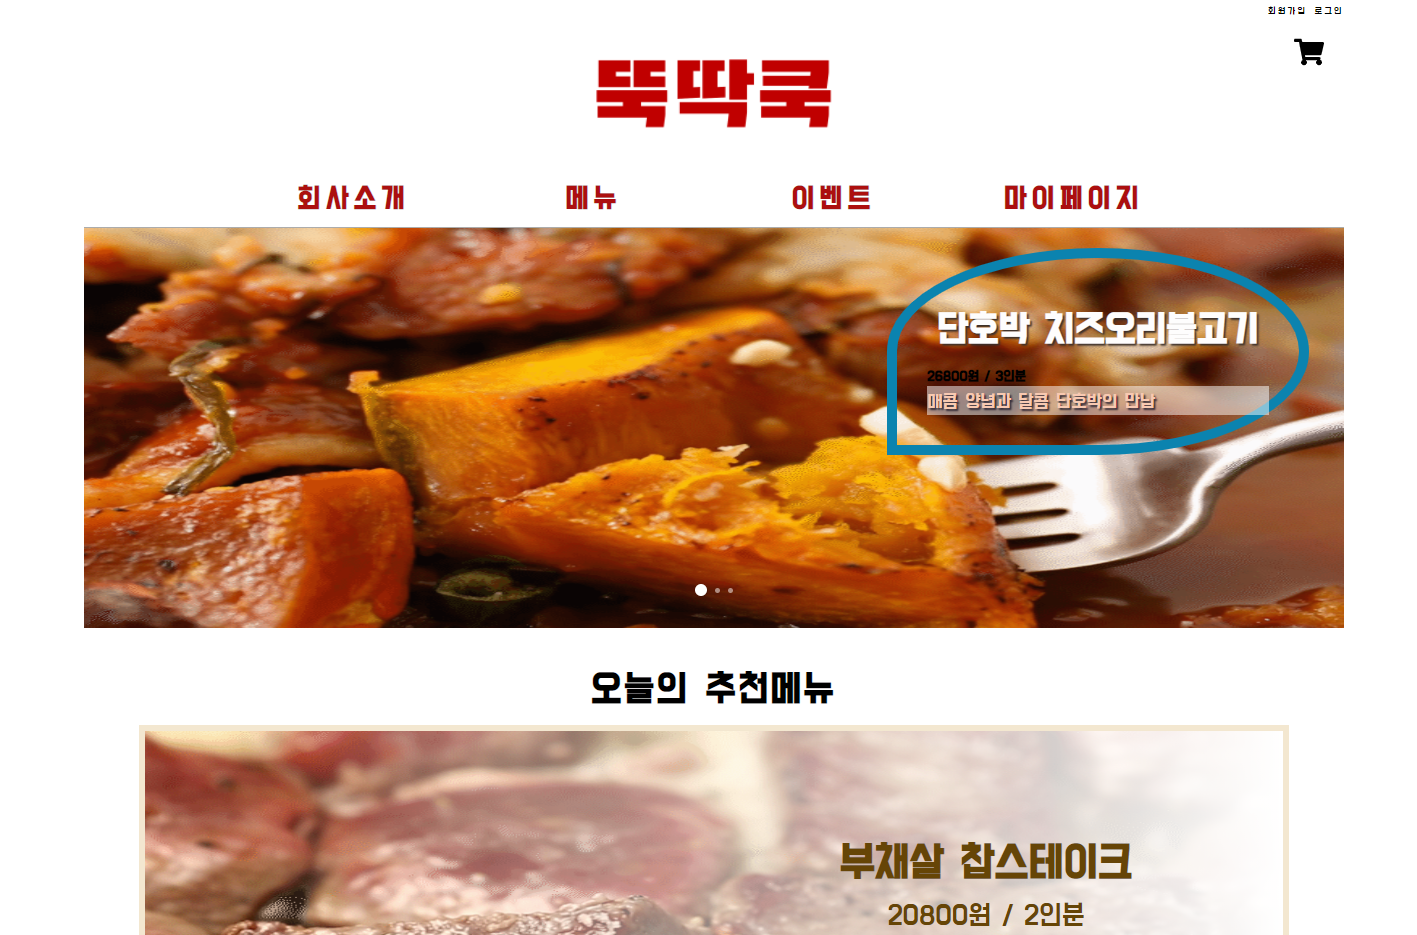 회원가입 로그인
뚝딱쿡
회사소개 메뉴 이벤트 마이페이지
단호박 치즈오리불고기
26800원 / 3인분
매콤 양념과 달콤 단호박의 만남
오늘의 추천메뉴
부채살 찹스테이크
20800원 / 2인분